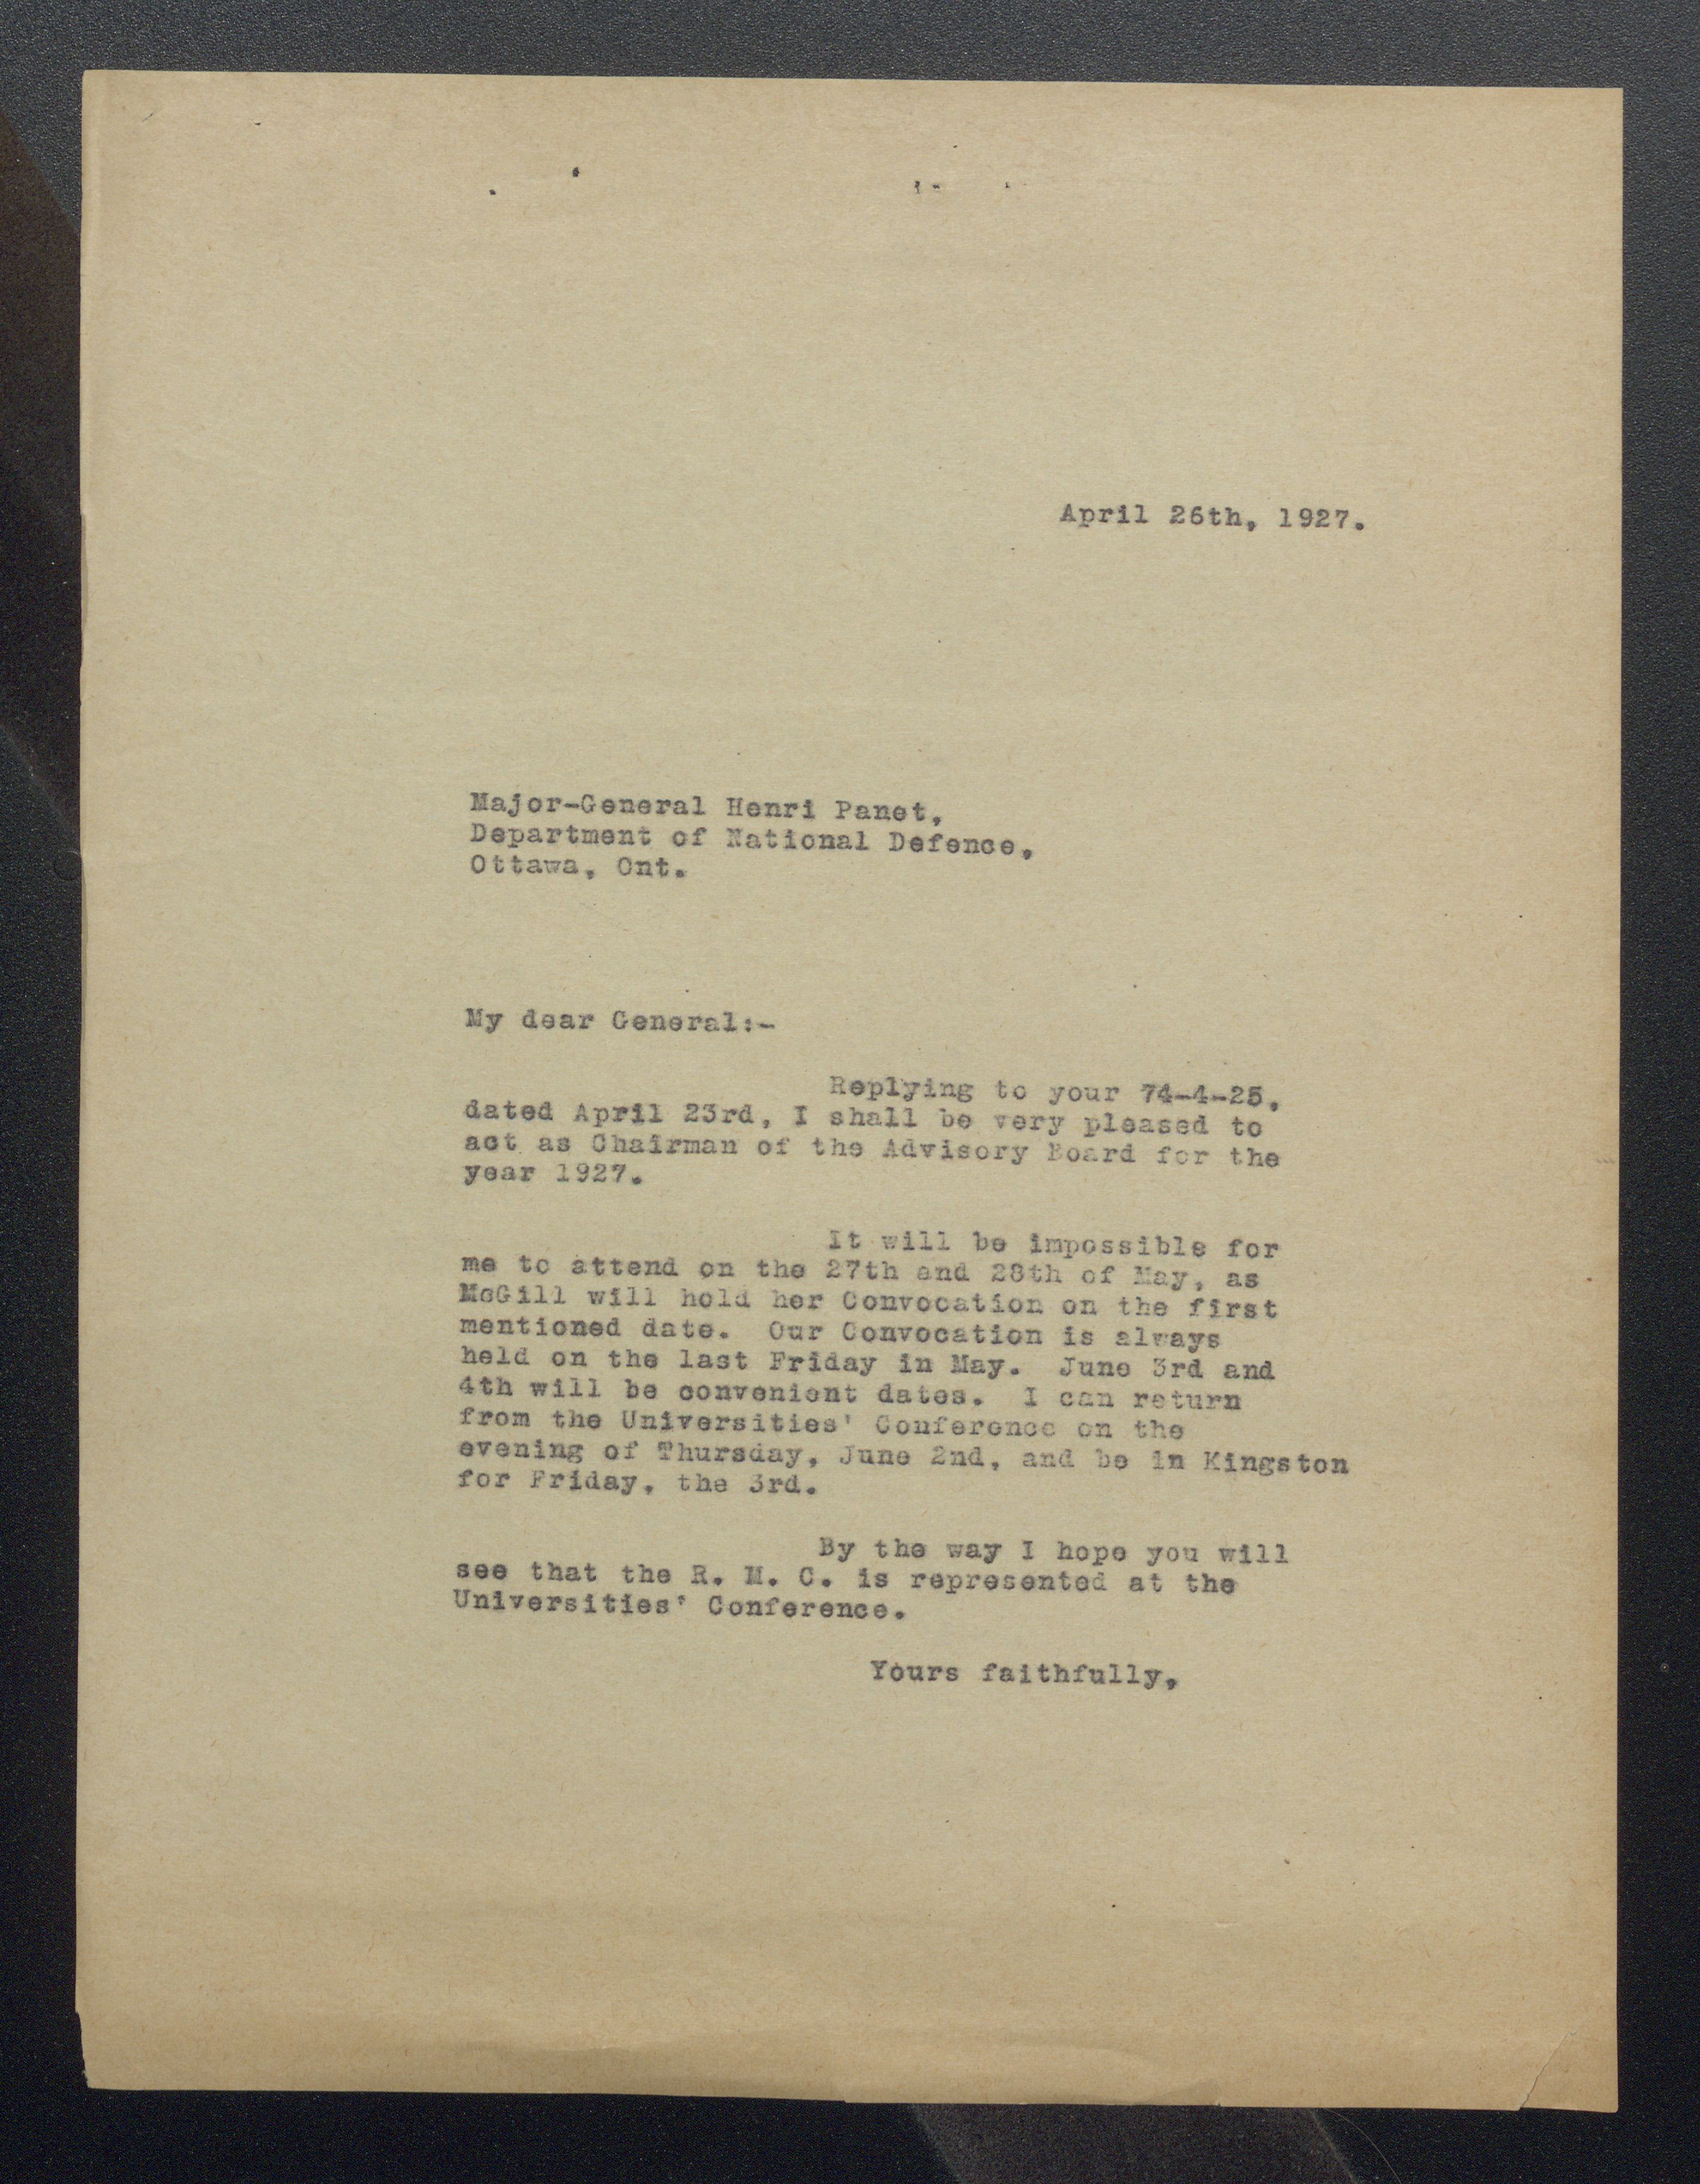 April 26th, 1927.
Major-General Henri Panet,
Department of National Defence,
Ottawa, Ont.
My dear General:-
Replying to your 74-4-25,
dated April 23rd, I shall be very pleased to
act as Chairman of the Advisory Board for the
year 1927.
It will be impossible for
me to attend on the 27th and 28th of May, as
McGill will hold her Convocation on the first
mentioned date. Our Convocation is always
held on the last Friday in May. June 3rd and
4th will be convenient dates. I can return
from the Universities' Conference on the
evening of Thursday, June 2nd, and be in Kingston
for Friday, the 3rd.
By the way I hope you will
see that the R. M. C. is represented at the
Universities' Conference.
Yours faithfully,